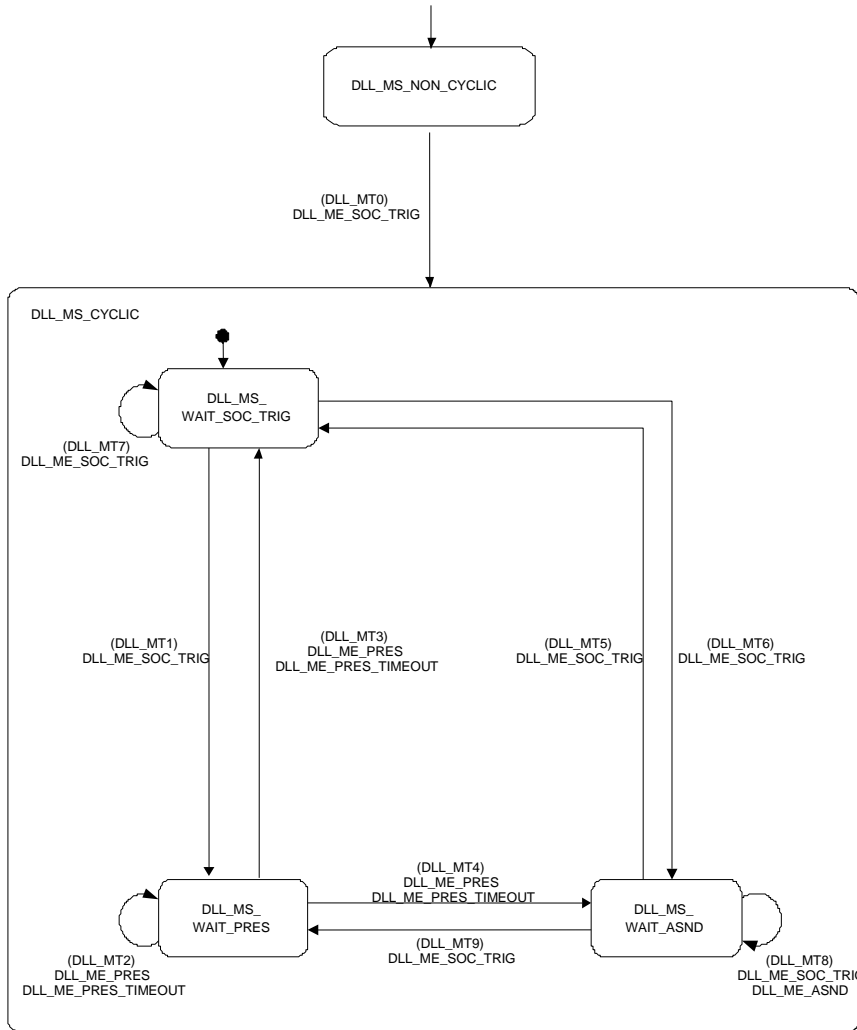 DLL_MS_NON_CYCLIC
(DLL_MT0)
DLL_ME_SOC_TRIG
DLL_MS_CYCLIC
DLL_MS_
WAIT_SOC_TRIG
(DLL_MT7)
DLL_ME_SOC_TRIG
(DLL_MT1)
DLL_ME_SOC_TRIG
(DLL_MT3)
DLL_ME_PRES
DLL_ME_PRES_TIMEOUT
(DLL_MT5)
DLL_ME_SOC_TRIG
(DLL_MT6)
DLL_ME_SOC_TRIG
DLL_MS_
WAIT_PRES
(DLL_MT4)
DLL_ME_PRES
DLL_ME_PRES_TIMEOUT
DLL_MS_
WAIT_ASND
(DLL_MT9)
DLL_ME_SOC_TRIG
(DLL_MT2)
DLL_ME_PRES
DLL_ME_PRES_TIMEOUT
(DLL_MT8)
DLL_ME_SOC_TRIG
DLL_ME_ASND